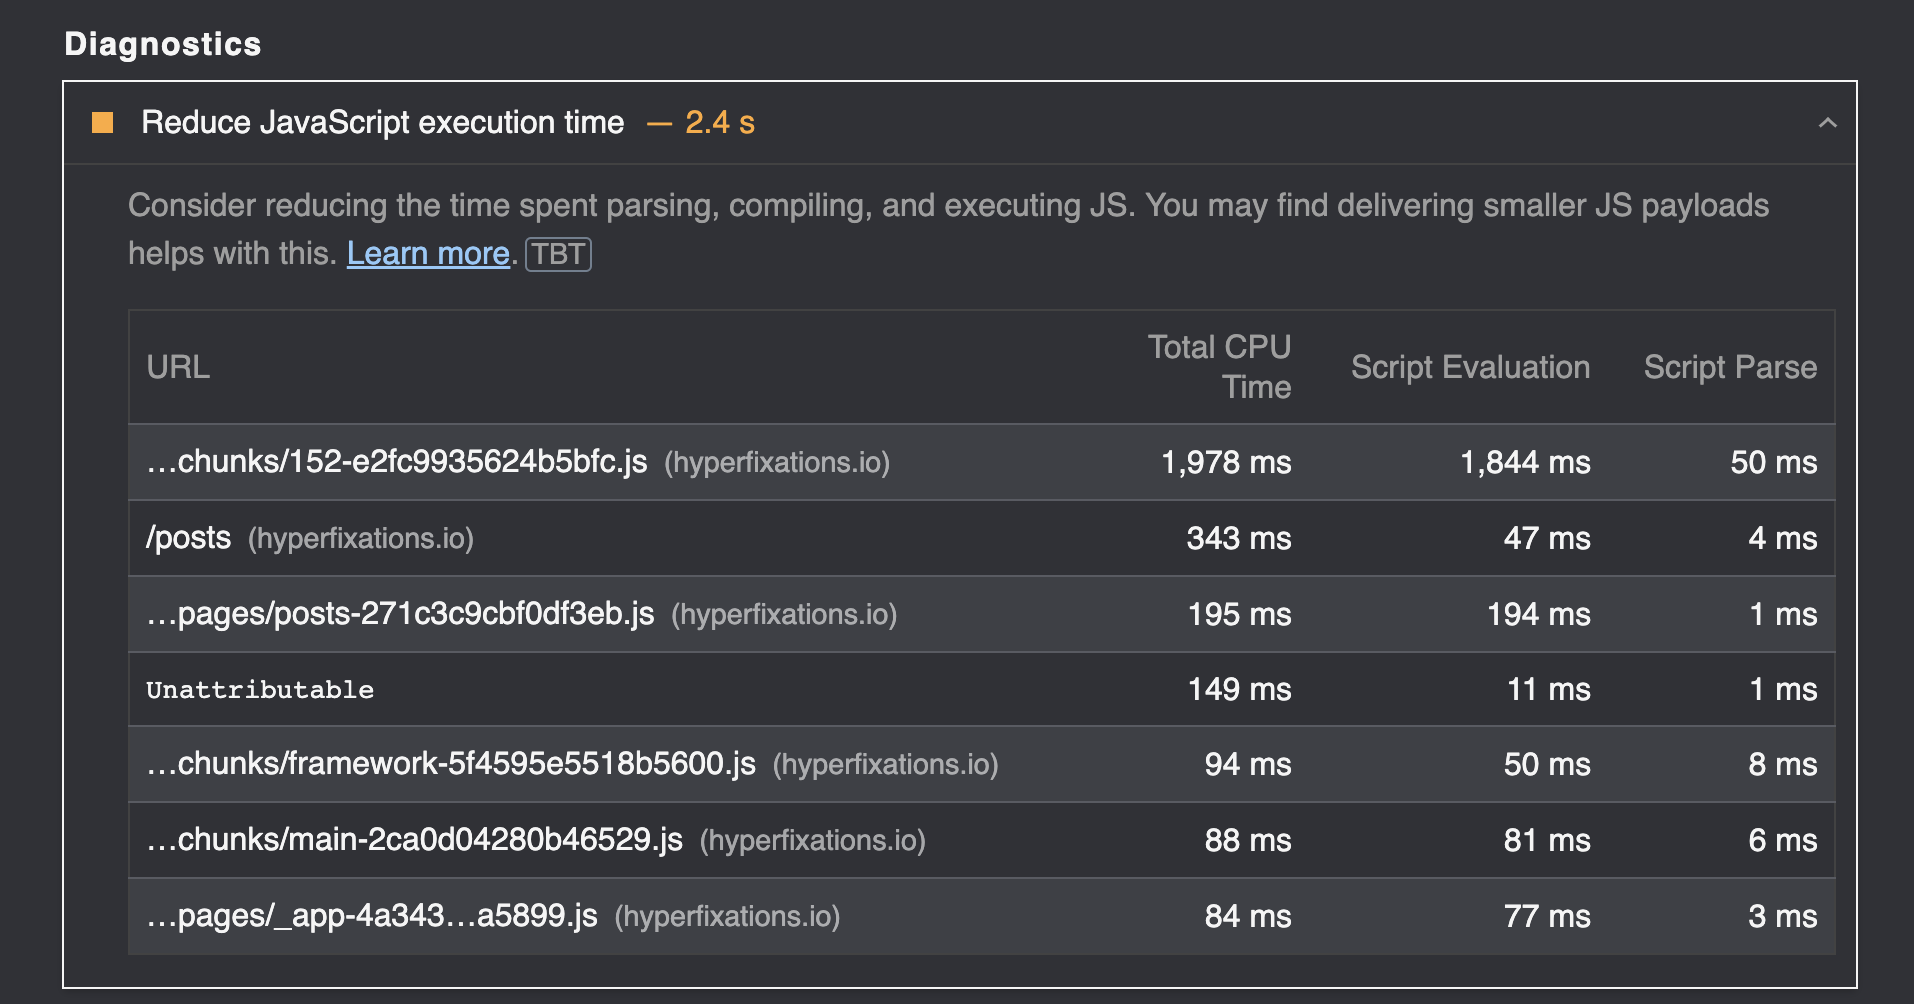 Diagnostics
Reduce JavaScript execution time — 2.4 s
Consider reducing the time spent parsing, compiling, and executing JS. You may find delivering smaller JS payloads
helps with this. Learn more. TBT
URL Total CPU Time Script Evaluation Script Parse
…chunks/152-e2fc9935624b5bfc.js (hyperfixations.io) 1,978 ms 1,844 ms 50 ms
/posts (hyperfixations.io) 343 ms 47 ms 4 ms
…pages/posts-271c3c9cbf0df3eb.js (hyperfixations.io) 195 ms 194 ms 1 ms
Unattributable 149 ms 11 ms 1 ms
…chunks/framework-5f4595e5518b5600.js (hyperfixations.io) 94 ms 50 ms 8 ms
…chunks/main-2ca0d04280b46529.js (hyperfixations.io) 88 ms 81 ms 6 ms
…pages/_app-4a343…a5899.js (hyperfixations.io) 84 ms 77 ms 3 ms